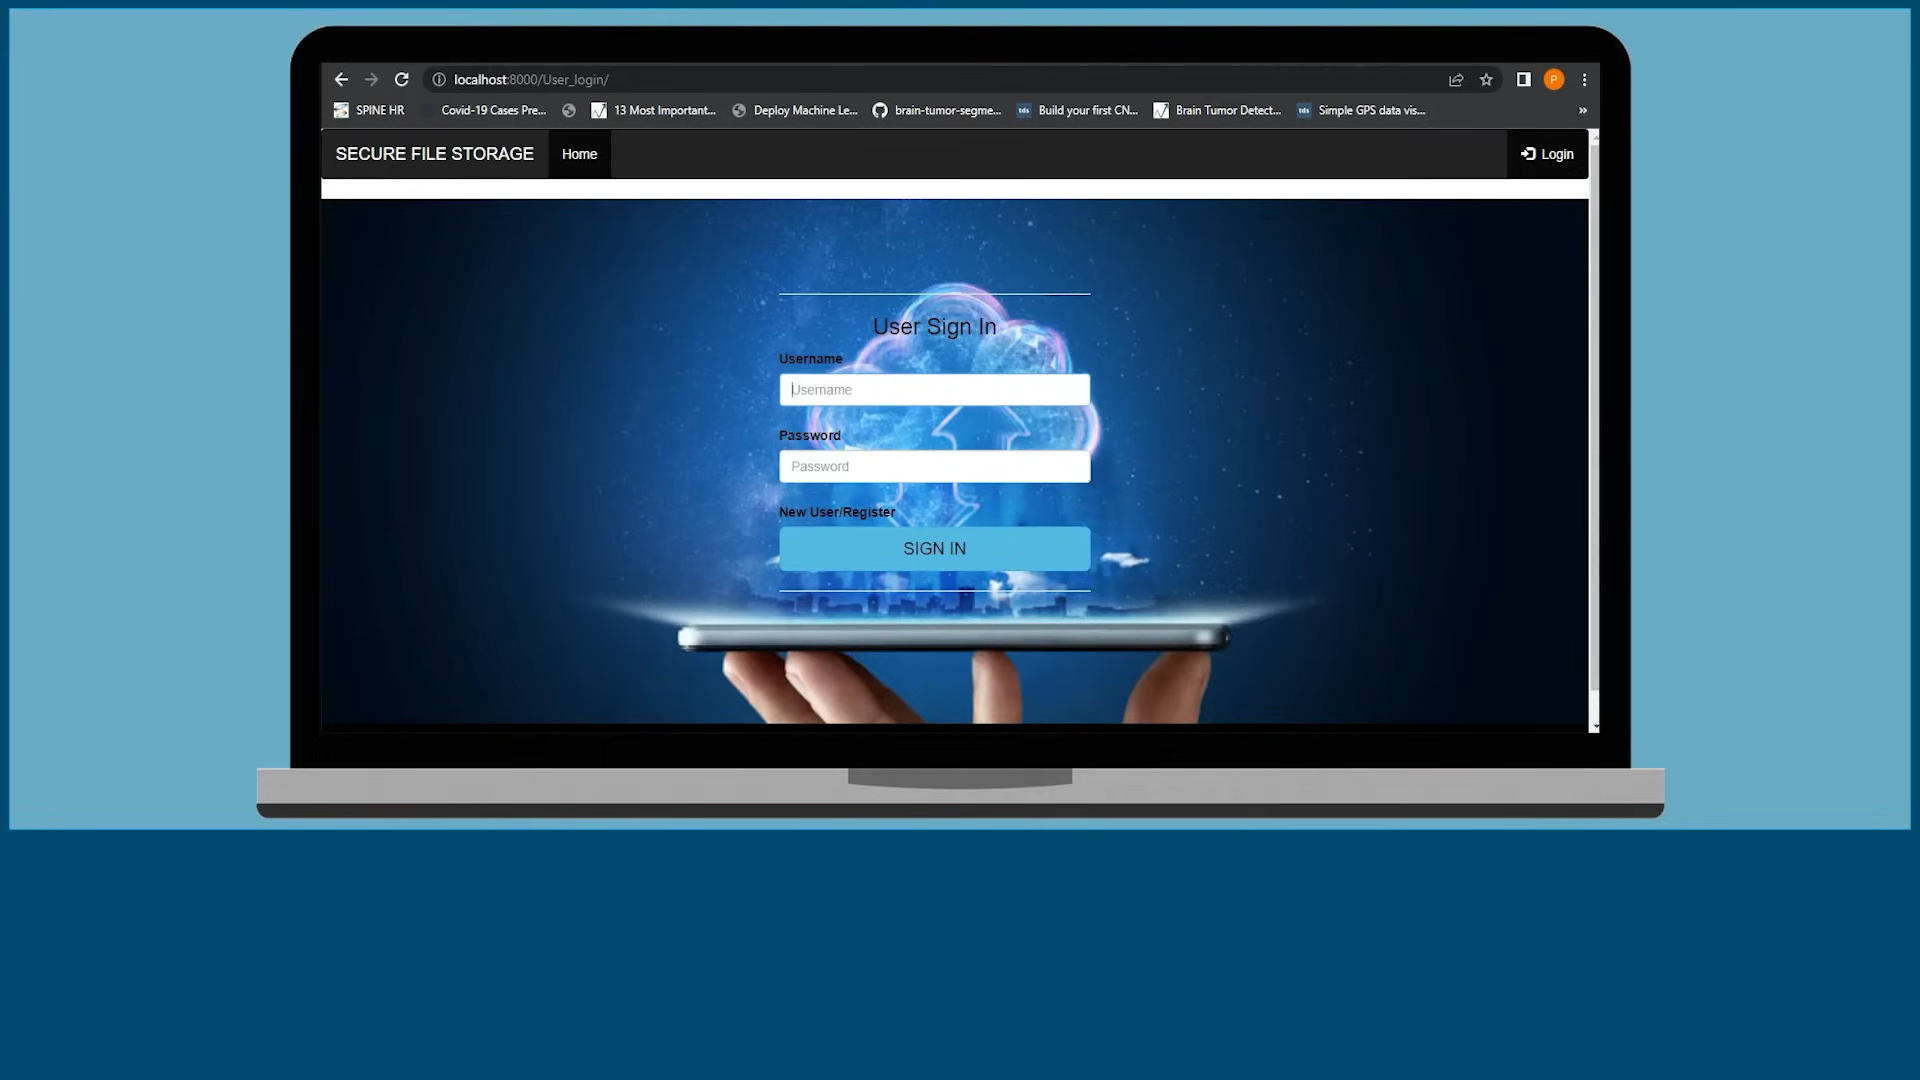 localhost:8000/User_login/
P
SPINE HR
Covid-19 Cases Pre...
13 Most Important...
Deploy Machine Le...
brain-tumor-segme...
tds Build your first CN...
Brain Tumor Detect...
tds Simple GPS data vis...
»
SECURE FILE STORAGE
Home
Login
User Sign In
Username
Username
Password
Password
New User/Register
SIGN IN